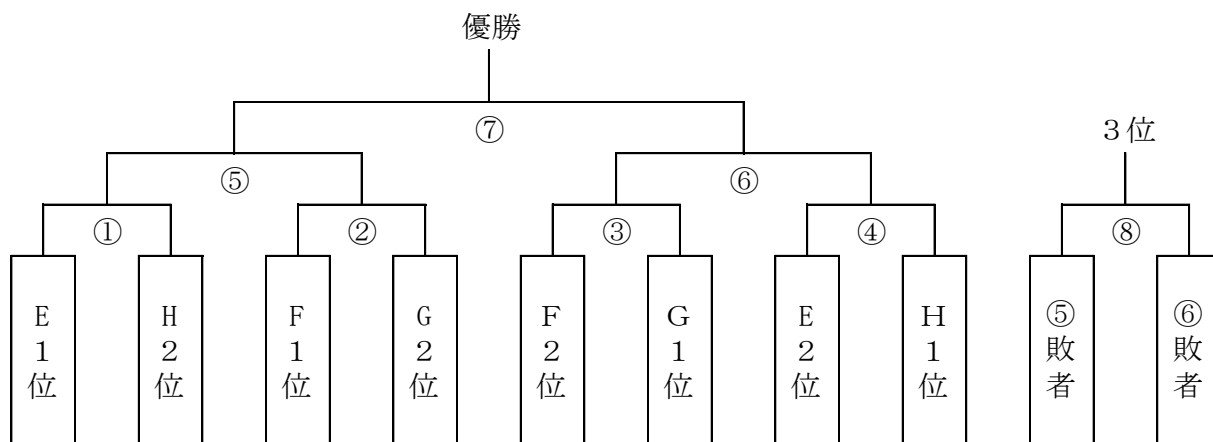 優勝
⑦
３位
⑤
⑥
①
②
③
④
⑧
E1位
H2位
F1位
G2位
F2位
G1位
E2位
H1位
⑤敗者
⑥敗者